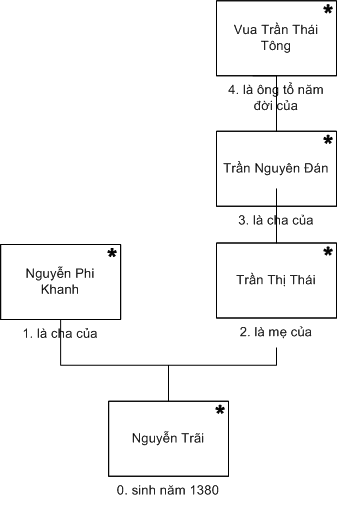 *
Vua Trần Thái
Tông
4. là ông tổ năm
đời của
*
Trần Nguyên Đán
3. là cha của
*
Nguyễn Phi
Khanh
1. là cha của
*
Trần Thị Thái
2. là mẹ của
*
Nguyễn Trãi
0. sinh năm 1380